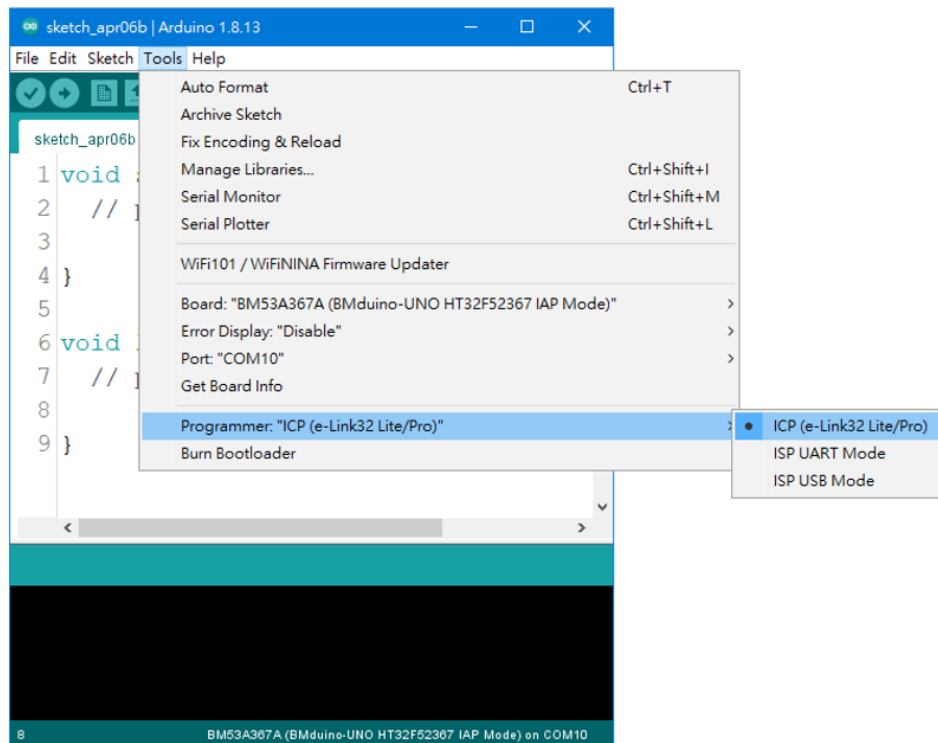 sketch_apr06b | Arduino 1.8.13
File Edit Sketch Tools Help
sketch_apr06b
Auto Format Ctrl+T
Archive Sketch
Fix Encoding & Reload
Manage Libraries... Ctrl+Shift+I
Serial Monitor Ctrl+Shift+M
Serial Plotter Ctrl+Shift+L
WiFi101 / WiFiNINA Firmware Updater
Board: "BM53A367A (BMduino-UNO HT32F52367 IAP Mode)"
Error Display: "Disable"
Port: "COM10"
Get Board Info
Programmer: "ICP (e-Link32 Lite/Pro)"
Burn Bootloader
ICP (e-Link32 Lite/Pro)
ISP UART Mode
ISP USB Mode
1 void
2 //
3
4 }
5
6 void
7 //
8
9 }
8 BM53A367A (BMduino-UNO HT32F52367 IAP Mode) on COM10